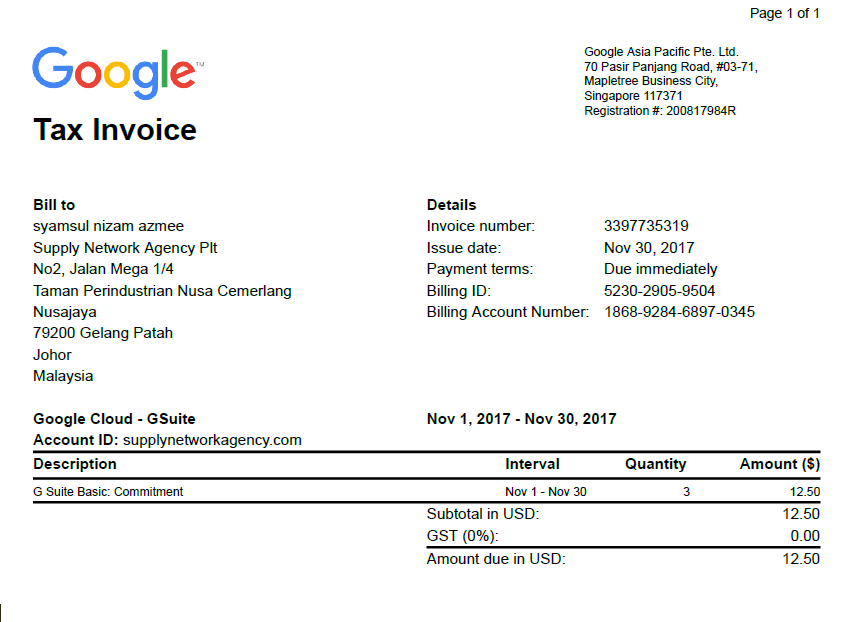 Page 1 of 1
Google™
Google Asia Pacific Pte. Ltd.
70 Pasir Panjang Road, #03-71,
Mapletree Business City,
Singapore 117371
Registration #: 200817984R
Tax Invoice
Bill to
syamsul nizam azmee
Supply Network Agency Plt
No2, Jalan Mega 1/4
Taman Perindustrian Nusa Cemerlang
Nusajaya
79200 Gelang Patah
Johor
Malaysia
Details
Invoice number: 3397735319
Issue date: Nov 30, 2017
Payment terms: Due immediately
Billing ID: 5230-2905-9504
Billing Account Number: 1868-9284-6897-0345
Google Cloud - GSuite Nov 1, 2017 - Nov 30, 2017
Account ID: supplynetworkagency.com
Description Interval Quantity Amount ($)
G Suite Basic: Commitment Nov 1 - Nov 30 3 12.50
Subtotal in USD: 12.50
GST (0%): 0.00
Amount due in USD: 12.50